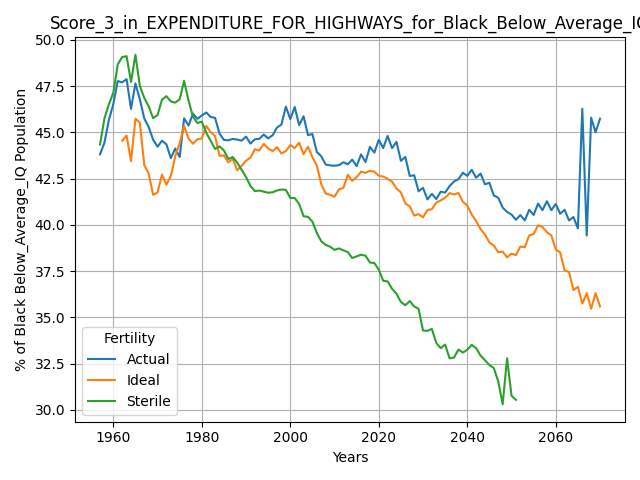 Score_3_in_EXPENDITURE_FOR_HIGHWAYS_for_Black_Below_Average_IQ
50.0
47.5
45.0
42.5
40.0
37.5
35.0
32.5
30.0
% of Black Below_Average_IQ Population
Fertility
Actual
Ideal
Sterile
1960 1980 2000 2020 2040 2060
Years